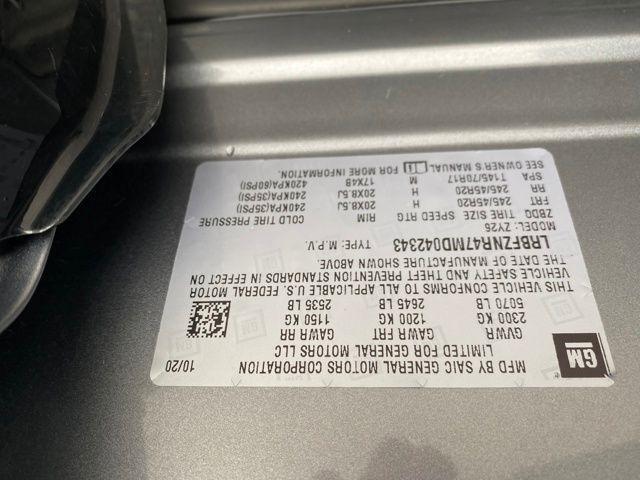 MFD BY SAIC GENERAL MOTORS CORPORATION 10/20
LIMITED FOR GENERAL MOTORS LLC
GM
GVWR GAWR FRT GAWR RR
2300 KG 1200 KG 1150 KG
5070 LB 2645 LB 2535 LB
THIS VEHICLE CONFORMS TO ALL APPLICABLE U.S. FEDERAL MOTOR
VEHICLE SAFETY AND THEFT PREVENTION STANDARDS IN EFFECT ON
THE DATE OF MANUFACTURE SHOWN ABOVE.
LRBFZNR47MD042343 TYPE: M.P.V.
MODEL: ZY26
ZBDQ TIRE SIZE SPEED RTG RIM COLD TIRE PRESSURE
FRT 245/45R20 H 20X8.5J 240KPA(35PSI)
RR 245/45R20 H 20X8.5J 240KPA(35PSI)
SPA T145/70R17 M 17X4B 420KPA(60PSI)
SEE OWNER'S MANUAL FOR MORE INFORMATION.